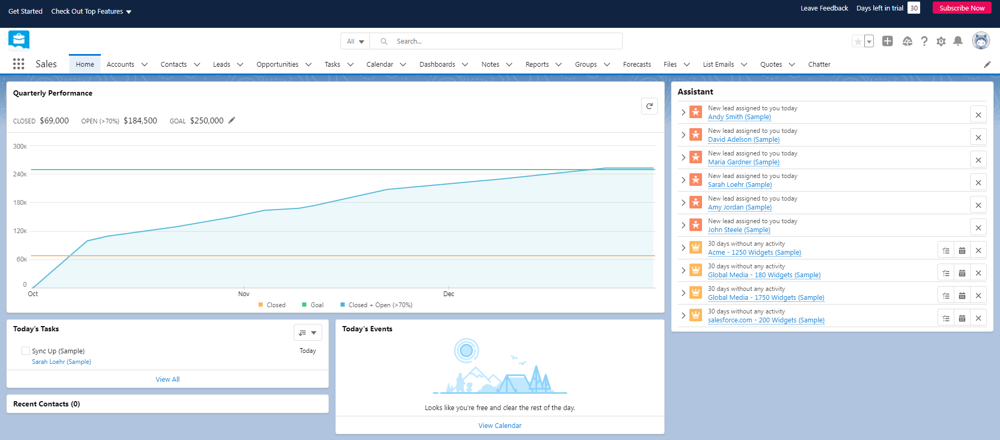 Get Started Check Out Top Features
Leave Feedback Days left in trial 30 Subscribe Now
All Search...
Sales Home Accounts Contacts Leads Opportunities Tasks Calendar Dashboards Notes Reports Groups Forecasts Files List Emails Quotes Chatter
Quarterly Performance
CLOSED $69,000 OPEN (>70%) $184,500 GOAL $250,000
300K
240K
180K
120K
60K
0
Oct Nov Dec
Closed Goal Closed + Open (>70%)
Today's Tasks
Sync Up (Sample) Today
Sarah Loehr (Sample)
View All
Recent Contacts (0)
Today's Events
Looks like you're free and clear the rest of the day.
View Calendar
Assistant
New lead assigned to you today
Andy Smith (Sample)
New lead assigned to you today
David Adelson (Sample)
New lead assigned to you today
Maria Gardner (Sample)
New lead assigned to you today
Sarah Loehr (Sample)
New lead assigned to you today
Amy Jordan (Sample)
New lead assigned to you today
John Steele (Sample)
30 days without any activity
Acme - 1250 Widgets (Sample)
30 days without any activity
Global Media - 180 Widgets (Sample)
30 days without any activity
Global Media - 1750 Widgets (Sample)
30 days without any activity
salesforce.com - 200 Widgets (Sample)